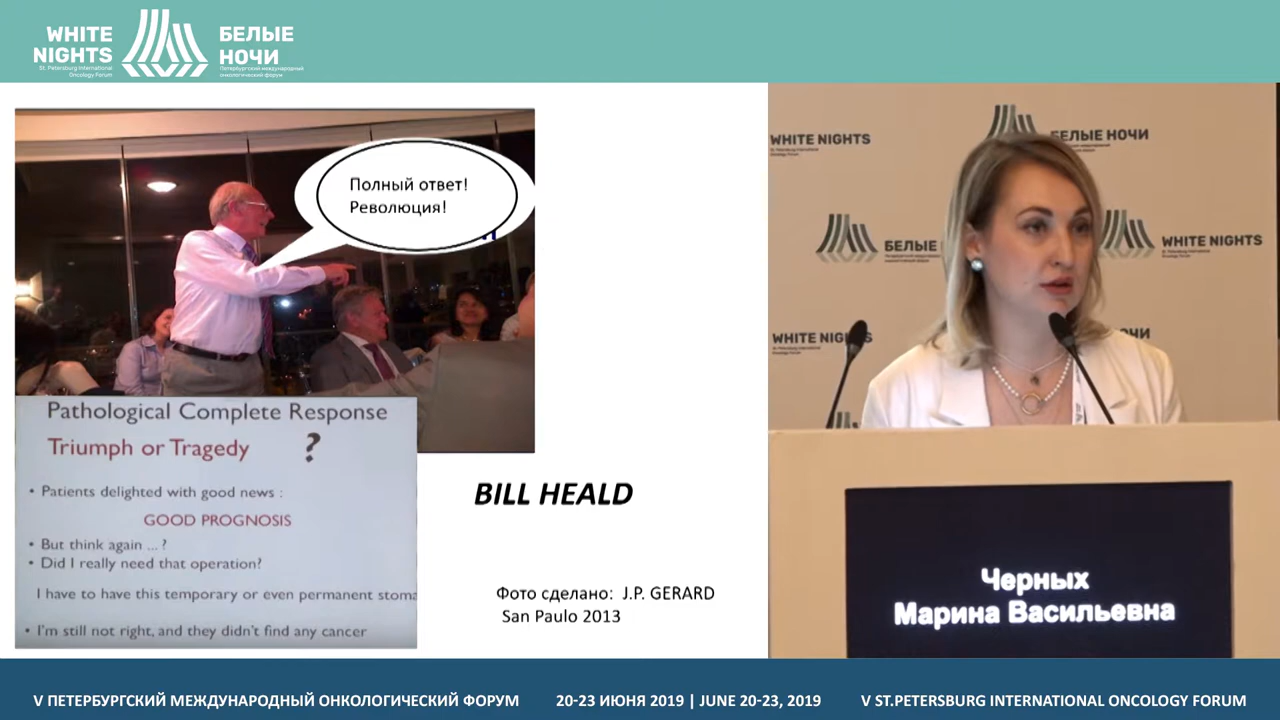 WHITE
NIGHTS
St. Petersburg International
Oncology Forum
БЕЛЫЕ
НОЧИ
Петербургский международный
онкологический форум
Полный ответ!
Революция!
Pathological Complete Response
Triumph or Tragedy ?
• Patients delighted with good news :
GOOD PROGNOSIS
• But think again ... ?
• Did I really need that operation?
I have to have this temporary or even permanent stoma
• I'm still not right, and they didn't find any cancer
BILL HEALD
Фото сделано: J.P. GERARD
San Paulo 2013
WHITE NIGHTS
БЕЛЫЕ НОЧИ
БЕЛЫЕ
WHITE NIGHTS
WHITE NIGHTS
НОЧИ
Черных
Марина Васильевна
V ПЕТЕРБУРГСКИЙ МЕЖДУНАРОДНЫЙ ОНКОЛОГИЧЕСКИЙ ФОРУМ
20-23 ИЮНЯ 2019 | JUNE 20-23, 2019
V ST.PETERSBURG INTERNATIONAL ONCOLOGY FORUM